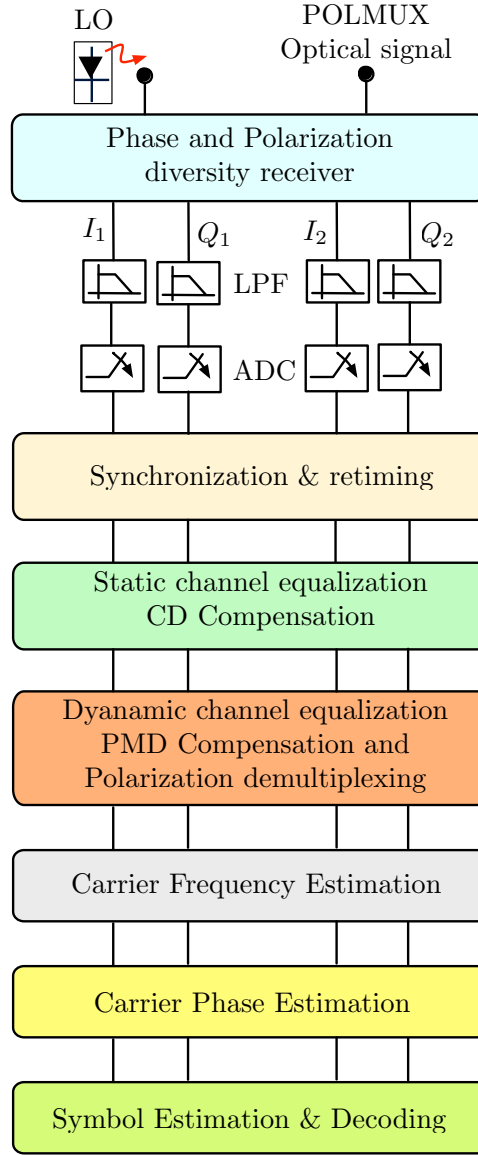 LO
POLMUX
Optical signal
Phase and Polarization
diversity receiver
I₁
Q₁
I₂
Q₂
LPF
ADC
Synchronization & retiming
Static channel equalization
CD Compensation
Dyanamic channel equalization
PMD Compensation and
Polarization demultiplexing
Carrier Frequency Estimation
Carrier Phase Estimation
Symbol Estimation & Decoding